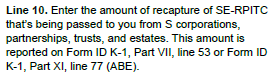 Line 10. Enter the amount of recapture of SE-RPITC
that's being passed to you from S corporations,
partnerships, trusts, and estates. This amount is
reported on Form ID K-1, Part VII, line 53 or Form ID
K-1, Part XI, line 77 (ABE).